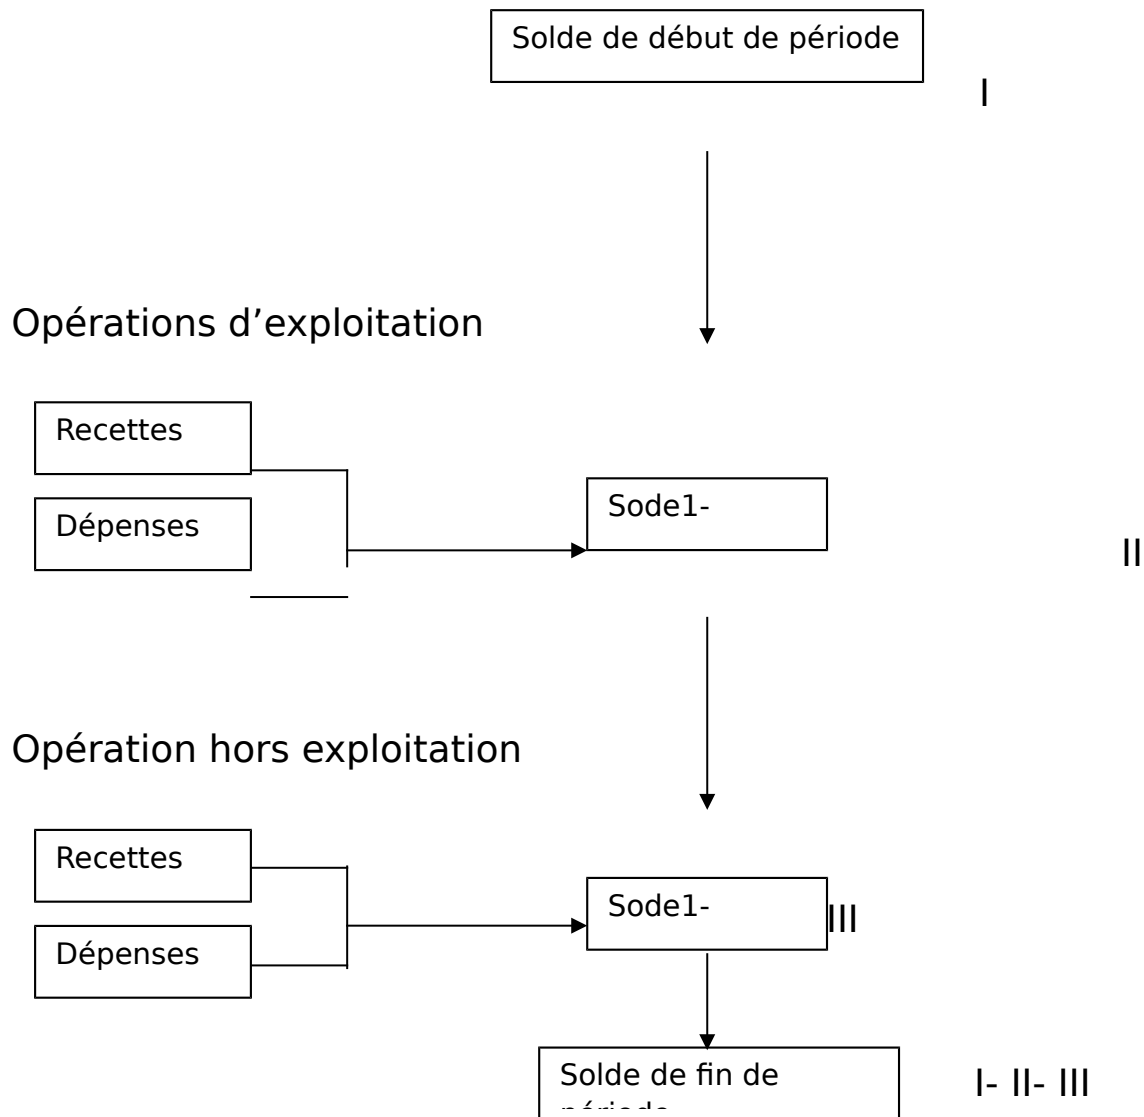 Solde de début de période
I
Opérations d’exploitation
Recettes
Dépenses
Sode1-
II
Opération hors exploitation
Recettes
Dépenses
Sode1-
III
Solde de fin de
période
I- II- III